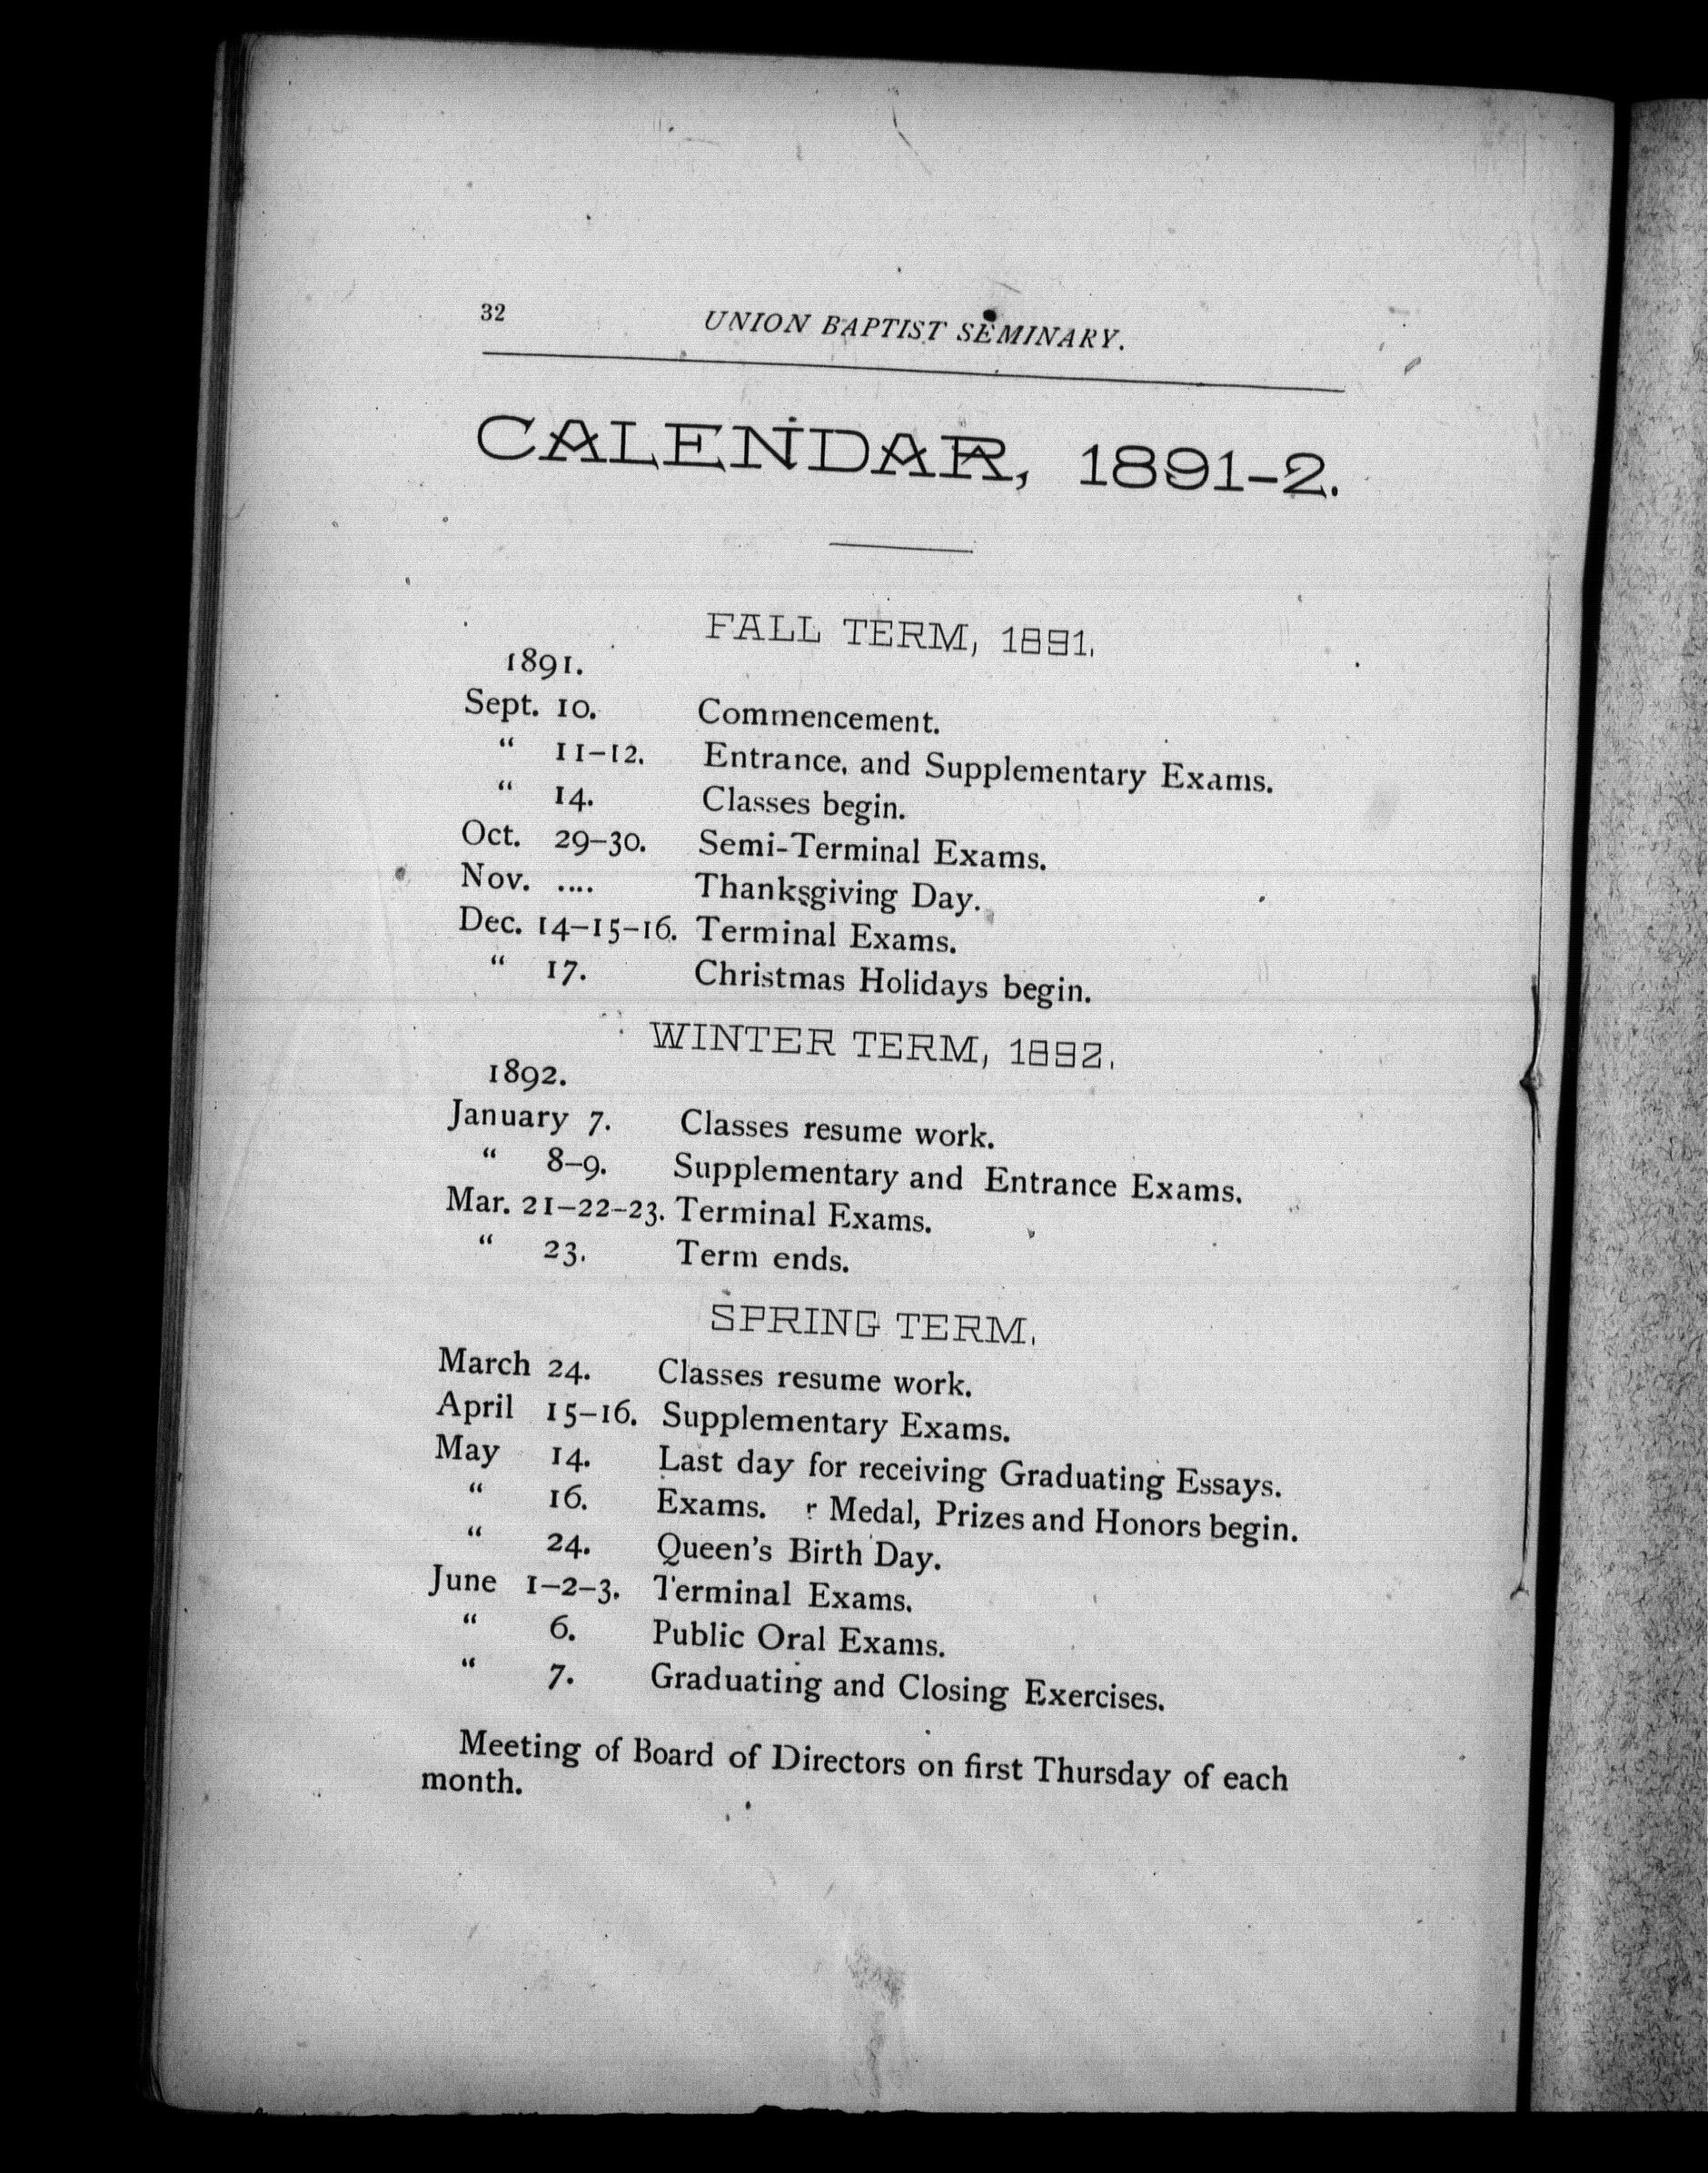 32
UNION BAPTIST SEMINARY.
CALENDAR, 1891-2.
FALL TERM, 1891.
1891.
Sept. 10. Commencement.
“ 11–12. Entrance, and Supplementary Exams.
“ 14. Classes begin.
Oct. 29–30. Semi-Terminal Exams.
Nov. .... Thanksgiving Day.
Dec. 14–15–16. Terminal Exams.
“ 17. Christmas Holidays begin.
WINTER TERM, 1892.
1892.
January 7. Classes resume work.
“ 8–9. Supplementary and Entrance Exams.
Mar. 21–22–23. Terminal Exams.
“ 23. Term ends.
SPRING TERM.
March 24. Classes resume work.
April 15–16. Supplementary Exams.
May 14. Last day for receiving Graduating Essays.
“ 16. Exams. r Medal, Prizes and Honors begin.
“ 24. Queen's Birth Day.
June 1–2–3. Terminal Exams.
“ 6. Public Oral Exams.
“ 7. Graduating and Closing Exercises.
Meeting of Board of Directors on first Thursday of each
month.